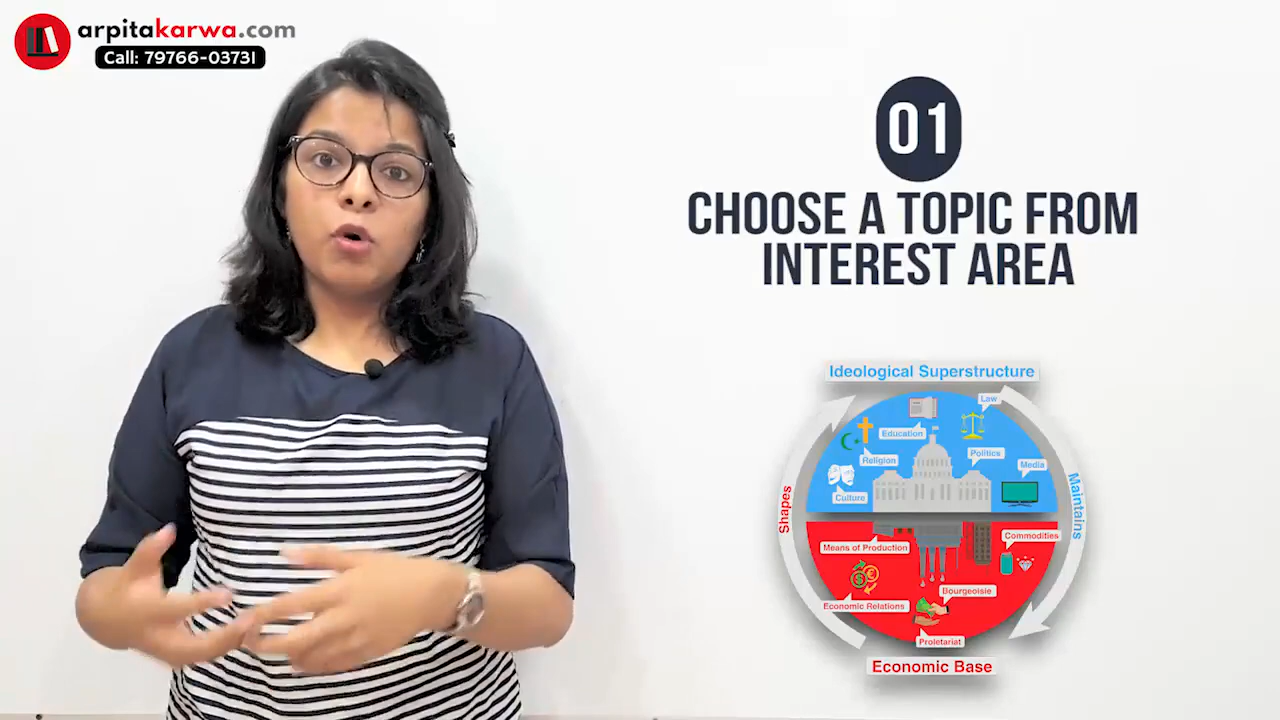 arpitakarwa.com
Call: 79766-03731
01
CHOOSE A TOPIC FROM
INTEREST AREA
Ideological Superstructure
Law
Education
Politics
Religion
Media
Culture
Shapes
Maintains
Commodities
Means of Production
Bourgeoisie
Economic Relations
Proletariat
Economic Base